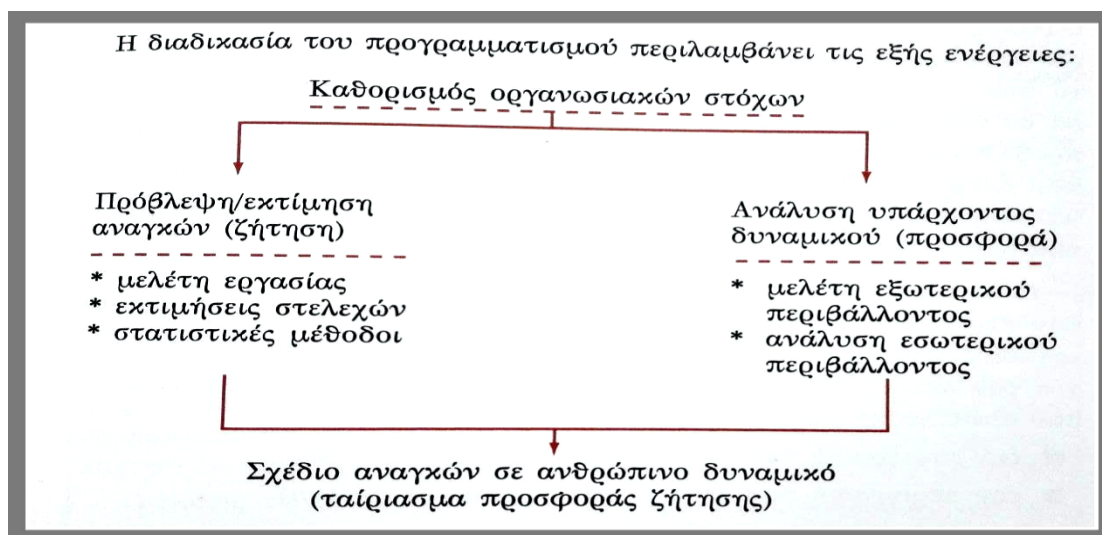 Η διαδικασία του προγραμματισμού περιλαμβάνει τις εξής ενέργειες:
Καθορισμός οργανωσιακών στόχων
Πρόβλεψη/εκτίμηση
αναγκών (ζήτηση)
* μελέτη εργασίας
* εκτιμήσεις στελεχών
* στατιστικές μέθοδοι
Ανάλυση υπάρχοντος
δυναμικού (προσφορά)
* μελέτη εξωτερικού
περιβάλλοντος
* ανάλυση εσωτερικού
περιβάλλοντος
Σχέδιο αναγκών σε ανθρώπινο δυναμικό
(ταίριασμα προσφοράς ζήτησης)